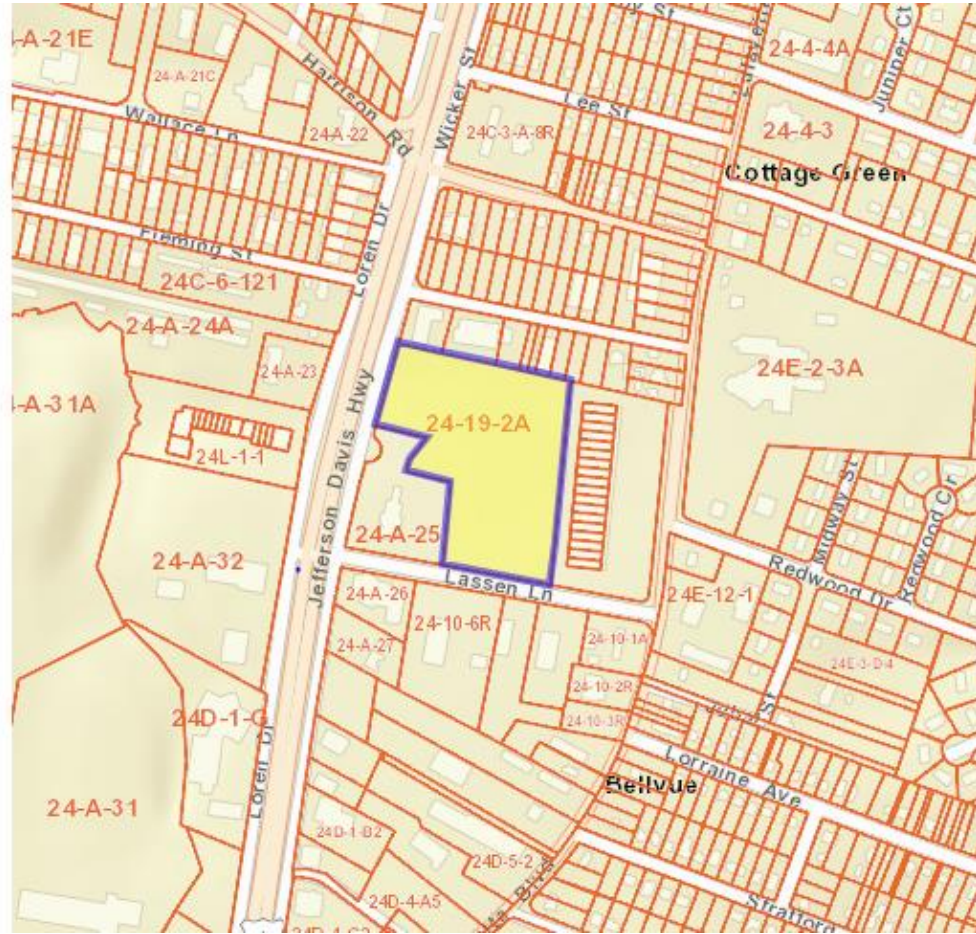 24-A-21E
24-4-4A
Juniper Ct
24-A-21C
Harrison Rd
Wicker St
Lee St
Wallace Ln
24-A-22
24C-3-A-8R
24-4-3
Cottage Green
Loren Dr
Fleming St
24C-6-121
24-A-24A
24-A-23
24E-2-3A
-A-31A
24-19-2A
24L-1-1
Jefferson Davis Hwy
24-A-25
Midway St
Redwood Cir
24-A-32
Lassen Ln
Redwood Dr
24-A-26
24-10-6R
24E-12-1
24-A-27
24-10-1A
24E-3-D-4
24-10-2R
24D-1-G
24-10-3R
St
Loren Dr
Lorraine Ave
Bellvue
24-A-31
24D-1-B2
24D-5-2
24D-4-A5
Blvd
Stratford